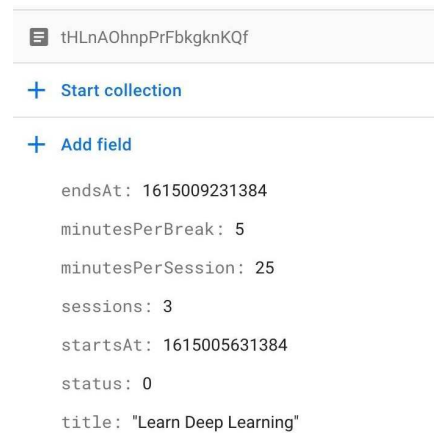 tHLnAOhnpPrFbkgknKQf
+ Start collection
+ Add field
endsAt: 1615009231384
minutesPerBreak: 5
minutesPerSession: 25
sessions: 3
startsAt: 1615005631384
status: 0
title: "Learn Deep Learning"